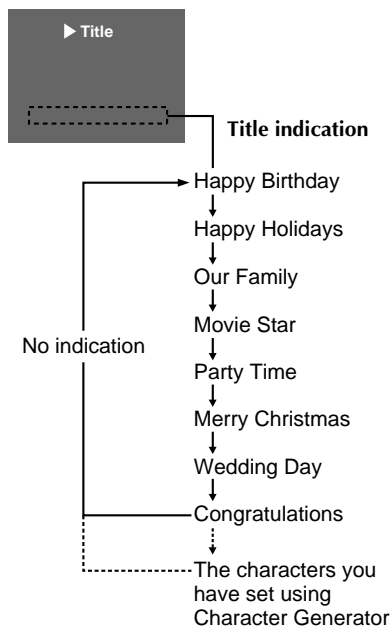 ▶ Title
Title indication
Happy Birthday
Happy Holidays
Our Family
Movie Star
No indication
Party Time
Merry Christmas
Wedding Day
Congratulations
The characters you
have set using
Character Generator